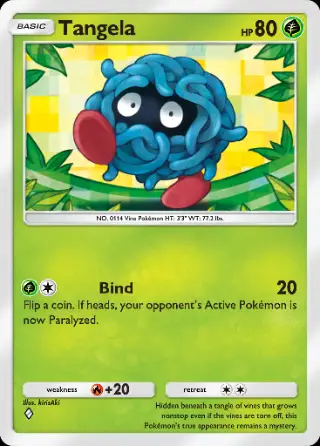 BASIC Tangela HP 80
NO. 0114 Vine Pokémon HT: 3'3" WT: 77.2 lbs.
Bind 20
Flip a coin. If heads, your opponent's Active Pokémon
is now Paralyzed.
weakness +20 retreat
Illus. kirisAki
Hidden beneath a tangle of vines that grows
nonstop even if the vines are torn off, this
Pokémon's true appearance remains a mystery.